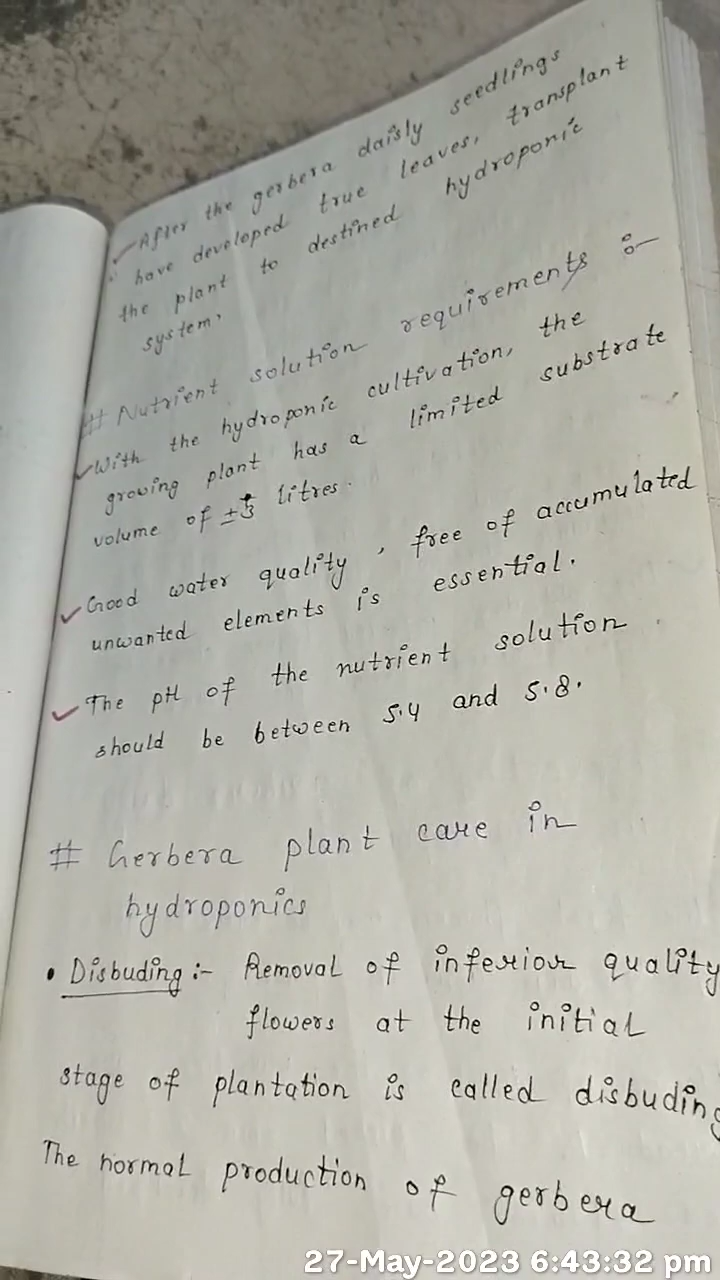 After the gerbera daisly seedlings
have developed true leaves, transplant
the plant to destined hydroponic
system.
# Nutrient solution requirements :-
With the hydroponic cultivation, the
growing plant has a limited substrate
volume of ±3 litres.
Good water quality, free of accumulated
unwanted elements is essential.
The pH of the nutrient solution
should be between 5.4 and 5.8.
# Gerbera plant care in
hydroponics
• Disbuding :- Removal of inferior quality
flowers at the initial
stage of plantation is called disbuding
The normal production of gerbera
27-May-2023 6:43:32 pm